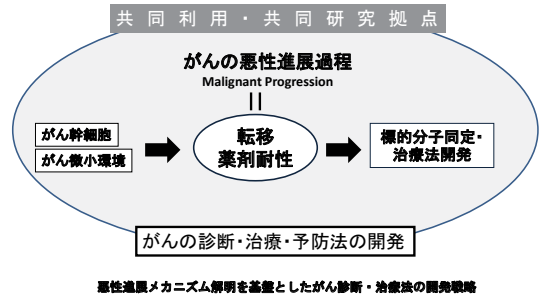 共同利用・共同研究拠点
がんの悪性進展過程
Malignant Progression
がん幹細胞
がん微小環境
転移
薬剤耐性
標的分子同定・
治療法開発
がんの診断・治療・予防法の開発
悪性進展メカニズム解明を基盤としたがん診断・治療法の開発戦略